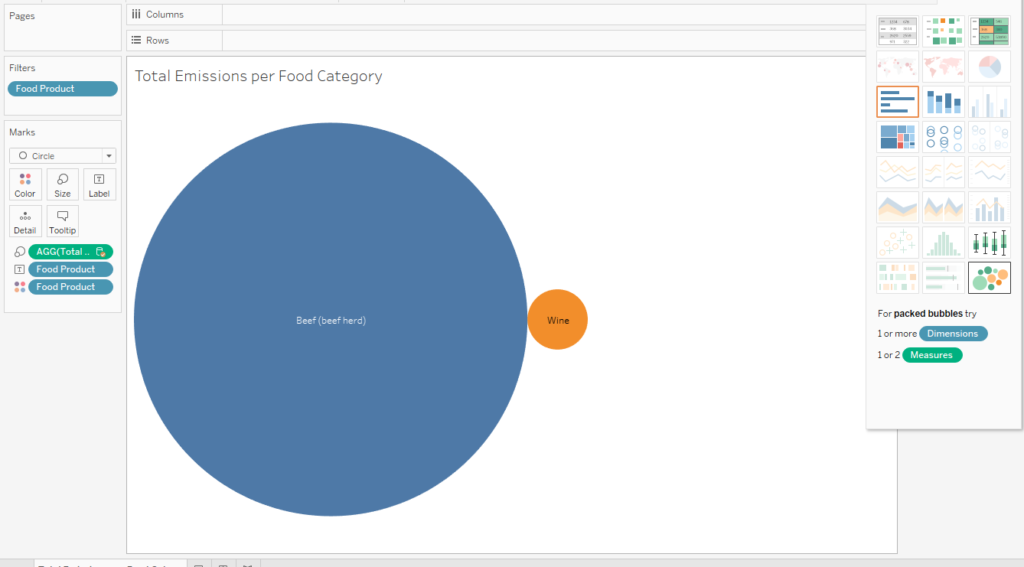 Pages
Columns
Rows
Filters
Food Product
Total Emissions per Food Category
Marks
Circle
Color
Size
Label
Detail
Tooltip
AGG(Total ..
Food Product
Food Product
Beef (beef herd)
Wine
For packed bubbles try
1 or more Dimensions
1 or 2 Measures